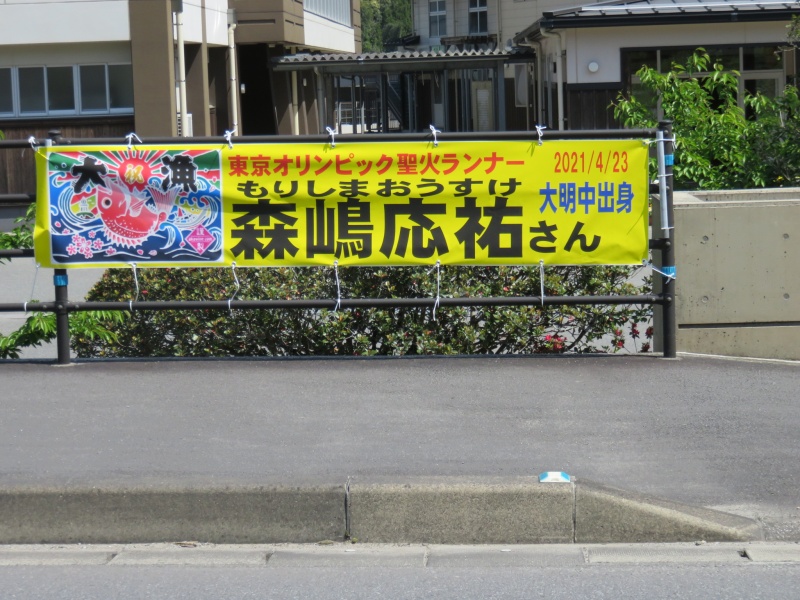 大漁
東京オリンピック聖火ランナー
2021/4/23
もりしまおうすけ
森嶋応祐さん
大明中出身